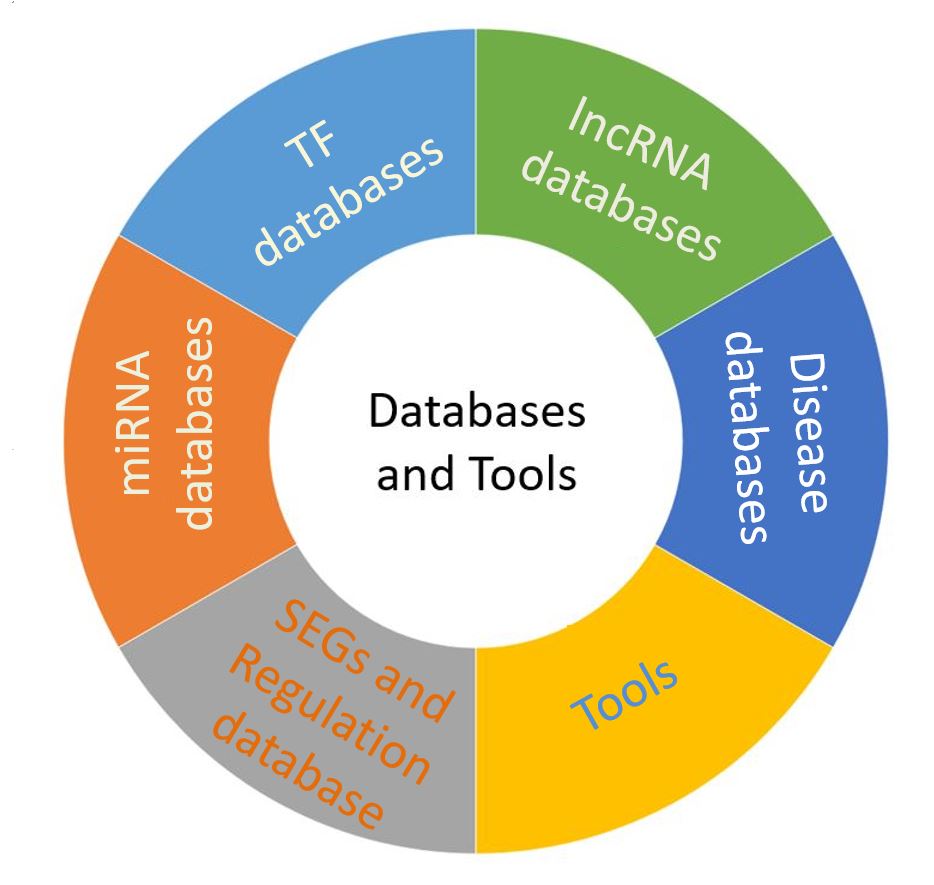 TF
databases
lncRNA
databases
Disease
databases
Tools
SEGs and
Regulation
database
miRNA
databases
Databases
and Tools